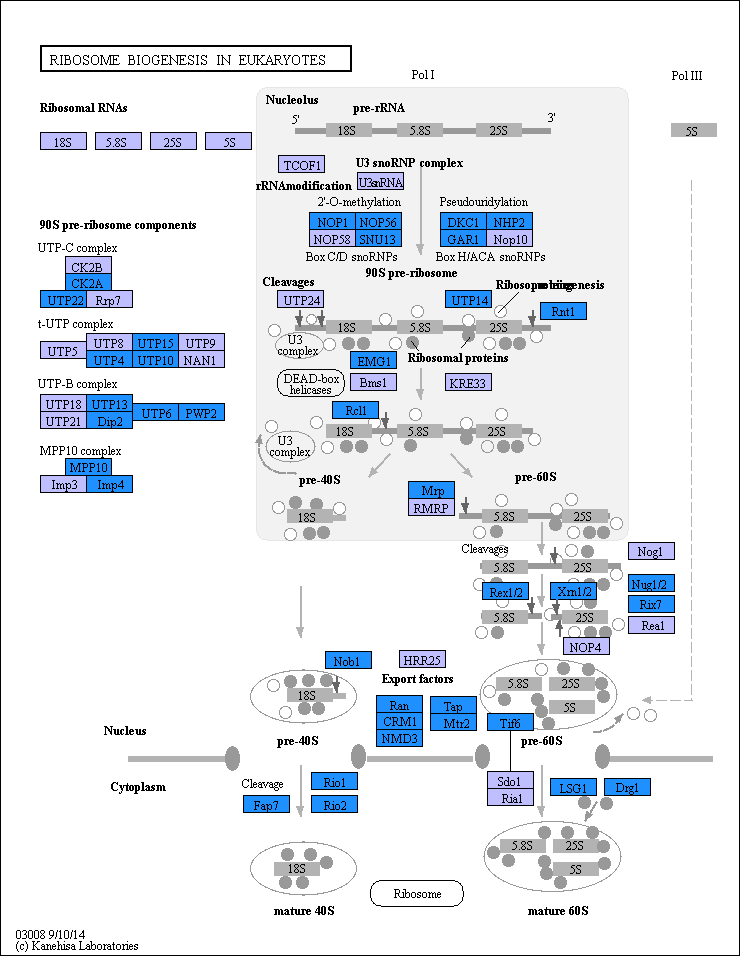 RIBOSOME BIOGENESIS IN EUKARYOTES
Pol I
Pol III
Ribosomal RNAs
18S 5.8S 25S 5S
Nucleolus
pre-rRNA
5' 3'
18S 5.8S 25S
5S
TCOF1
U3 snoRNP complex
U3snRNA
rRNAmodification
2'-O-methylation
Pseudouridylation
NOP1 NOP56
NOP58 SNU13
DKC1 NHP2
GAR1 Nop10
Box C/D snoRNPs
Box H/ACA snoRNPs
90S pre-ribosome components
UTP-C complex
CK2B
CK2A
UTP22 Rrp7
t-UTP complex
UTP5
UTP8 UTP15 UTP9
UTP4 UTP10 NAN1
UTP-B complex
UTP18 UTP13
UTP21 Dip2
UTP6 PWP2
MPP10 complex
MPP10
Imp3 Imp4
90S pre-ribosome
Cleavages
UTP24
UTP14
Rnt1
18S 5.8S 25S
U3
complex
Ribosomal proteins
EMG1
Bms1
DEAD-box
helicases
KRE33
Rcl1
18S 5.8S 25S
U3
complex
pre-40S
pre-60S
18S
Mrp
RMRP
5.8S 25S
Cleavages
Nog1
5.8S 25S
Rex1/2
Xrn1/2
Nug1/2
Rix7
Rea1
5.8S 25S
NOP4
Nob1
HRR25
Export factors
18S
Ran
CRM1
NMD3
Tap
Mtr2
Tif6
5.8S 25S
5S
Nucleus
pre-40S
pre-60S
Cytoplasm
Cleavage
Fap7
Rio1
Rio2
Sdo1
Ria1
LSG1
Drg1
18S
5.8S 25S
5S
Ribosome
mature 40S
mature 60S
03008 9/10/14
(c) Kanehisa Laboratories